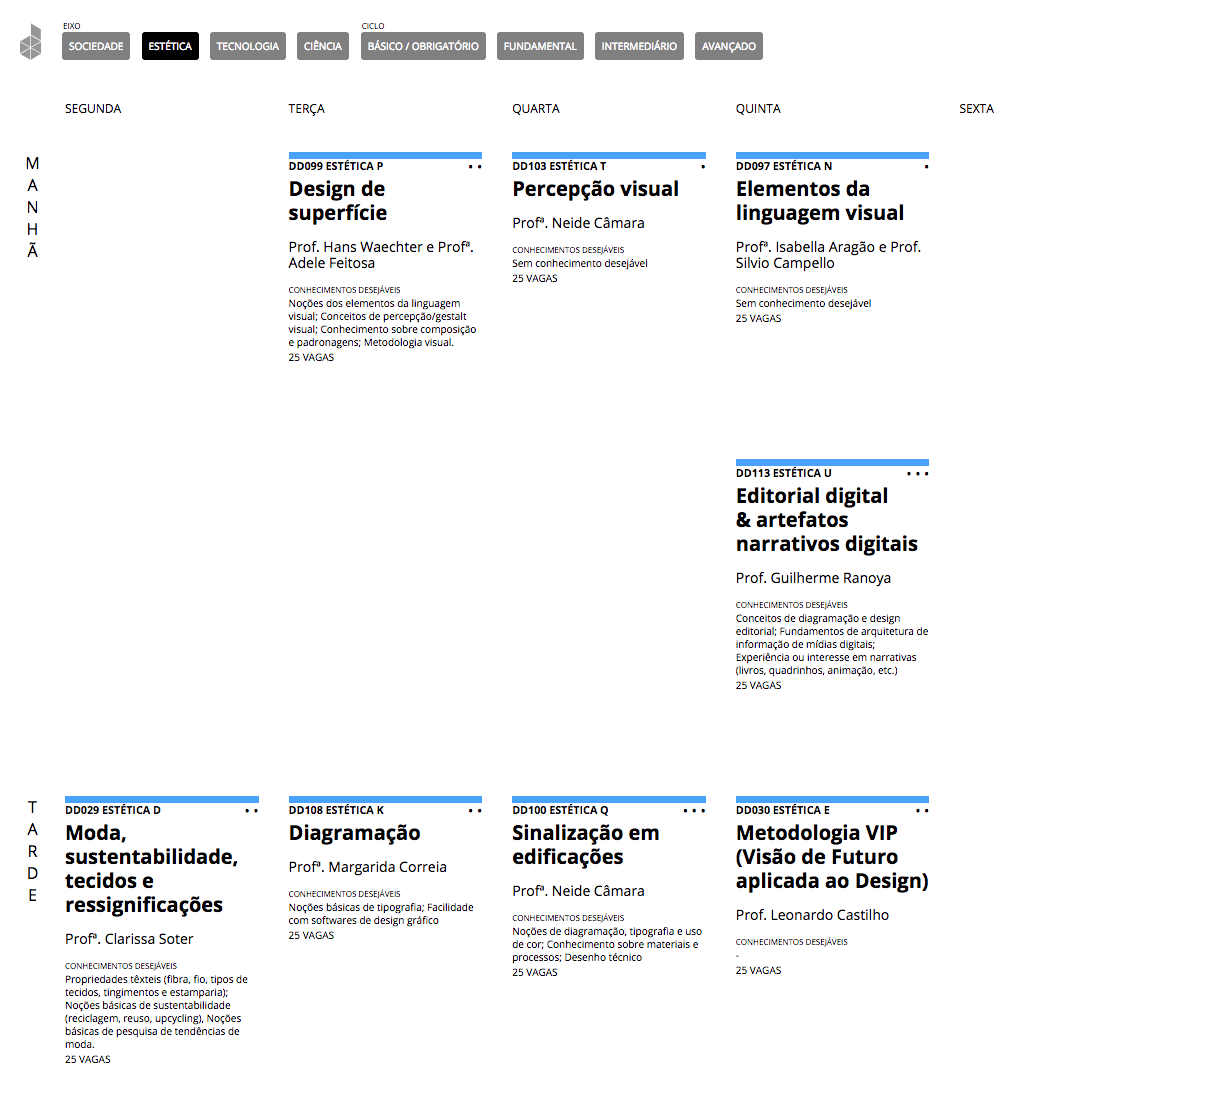 EIXO
CICLO
SOCIEDADE
ESTÉTICA
TECNOLOGIA
CIÊNCIA
BÁSICO / OBRIGATÓRIO
FUNDAMENTAL
INTERMEDIÁRIO
AVANÇADO
SEGUNDA
TERÇA
QUARTA
QUINTA
SEXTA
M
A
N
H
Ã
DD099 ESTÉTICA P
Design de
superfície
Prof. Hans Waechter e Profª.
Adele Feitosa
CONHECIMENTOS DESEJÁVEIS
Noções dos elementos da linguagem
visual; Conceitos de percepção/gestalt
visual; Conhecimento sobre composição
e padronagens; Metodologia visual.
25 VAGAS
DD103 ESTÉTICA T
Percepção visual
Profª. Neide Câmara
CONHECIMENTOS DESEJÁVEIS
Sem conhecimento desejável
25 VAGAS
DD097 ESTÉTICA N
Elementos da
linguagem visual
Profª. Isabella Aragão e Prof.
Silvio Campello
CONHECIMENTOS DESEJÁVEIS
Sem conhecimento desejável
25 VAGAS
DD113 ESTÉTICA U
Editorial digital
& artefatos
narrativos digitais
Prof. Guilherme Ranoya
CONHECIMENTOS DESEJÁVEIS
Conceitos de diagramação e design
editorial; Fundamentos de arquitetura de
informação de mídias digitais;
Experiência ou interesse em narrativas
(livros, quadrinhos, animação, etc.)
25 VAGAS
T
A
R
D
E
DD029 ESTÉTICA D
Moda,
sustentabilidade,
tecidos e
ressignificações
Profª. Clarissa Soter
CONHECIMENTOS DESEJÁVEIS
Propriedades têxteis (fibra, fio, tipos de
tecidos, tingimentos e estamparia);
Noções básicas de sustentabilidade
(reciclagem, reuso, upcycling), Noções
básicas de pesquisa de tendências de
moda.
25 VAGAS
DD108 ESTÉTICA K
Diagramação
Profª. Margarida Correia
CONHECIMENTOS DESEJÁVEIS
Noções básicas de tipografia; Facilidade
com softwares de design gráfico
25 VAGAS
DD100 ESTÉTICA Q
Sinalização em
edificações
Profª. Neide Câmara
CONHECIMENTOS DESEJÁVEIS
Noções de diagramação, tipografia e uso
de cor; Conhecimento sobre materiais e
processos; Desenho técnico
25 VAGAS
DD030 ESTÉTICA E
Metodologia VIP
(Visão de Futuro
aplicada ao Design)
Prof. Leonardo Castilho
CONHECIMENTOS DESEJÁVEIS
-
25 VAGAS